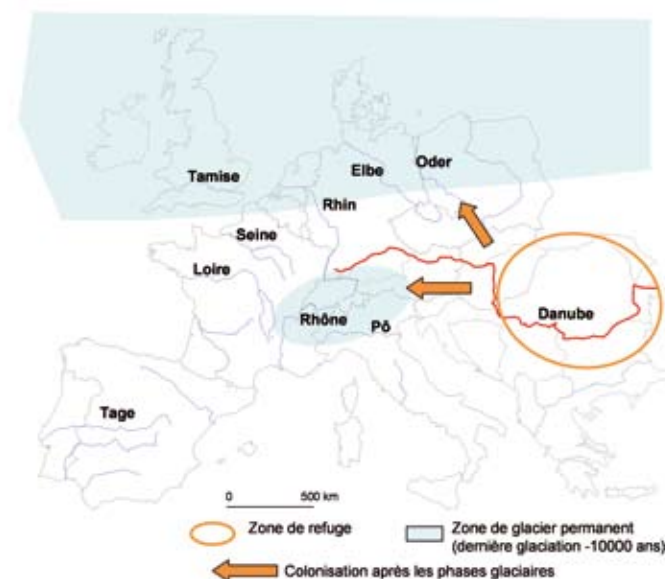 Tamise
Elbe
Oder
Rhin
Seine
Loire
Rhône
Pô
Danube
Tage
0 500 km
Zone de refuge
Zone de glacier permanent
(dernière glaciation -10000 ans)
Colonisation après les phases glaciaires